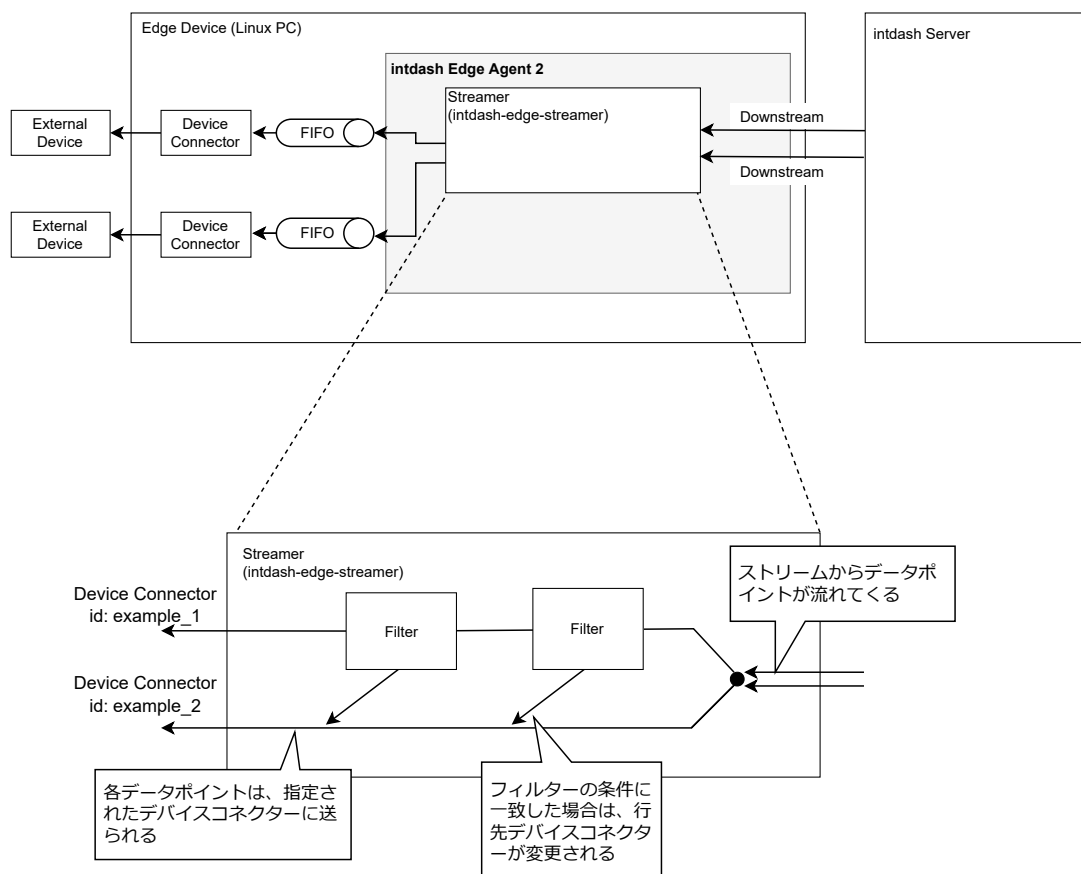 Edge Device (Linux PC)
intdash Server
intdash Edge Agent 2
Streamer
(intdash-edge-streamer)
Downstream
Downstream
External
Device
Device
Connector
FIFO
External
Device
Device
Connector
FIFO
Streamer
(intdash-edge-streamer)
ストリームからデータポ
イントが流れてくる
Device Connector
id: example_1
Filter
Filter
Device Connector
id: example_2
各データポイントは、指定され
たデバイスコネクターに送
られる
フィルターの条件に
一致した場合は、行
先デバイスコネクタ
ーが変更される